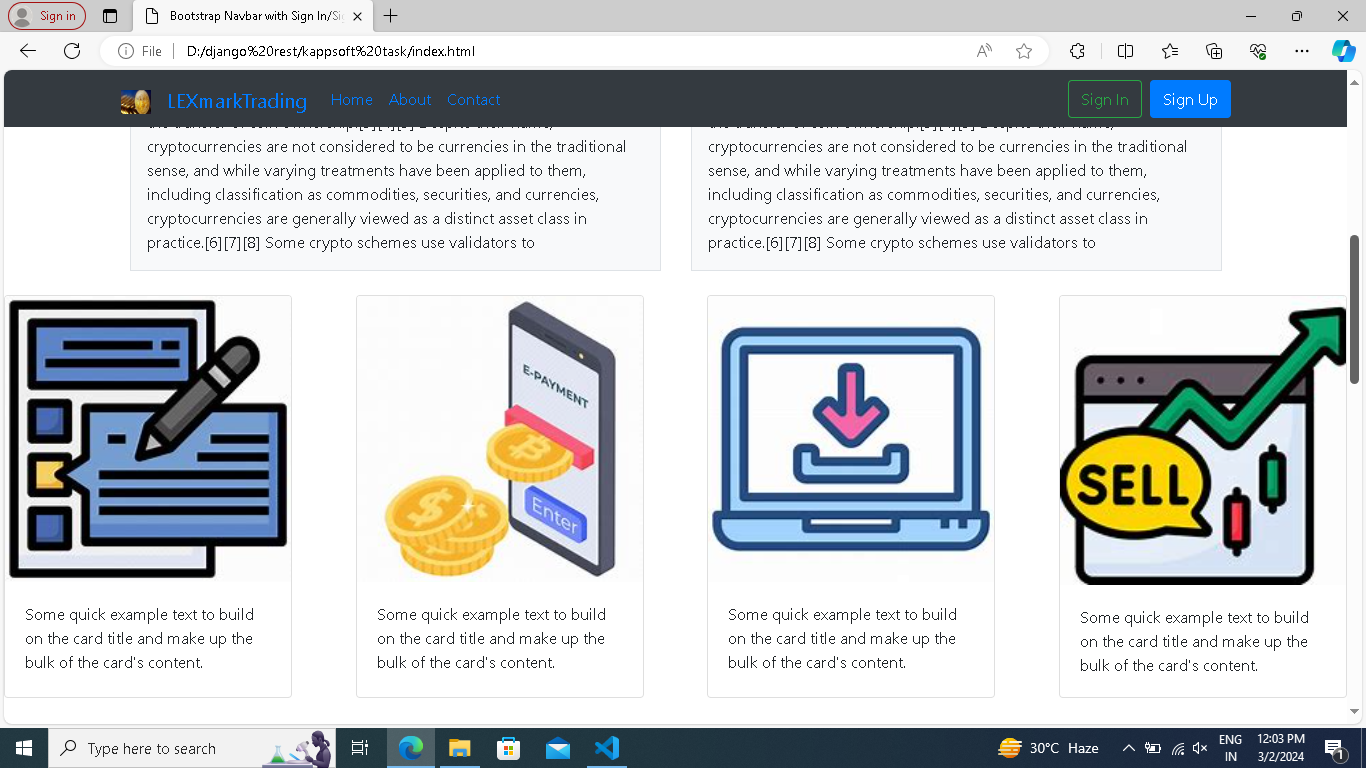 Sign in
Bootstrap Navbar with Sign In/Si
File
D:/django%20rest/kappsoft%20task/index.html
LEXmarkTrading
Home
About
Contact
Sign In
Sign Up
cryptocurrencies are not considered to be currencies in the traditional
sense, and while varying treatments have been applied to them,
including classification as commodities, securities, and currencies,
cryptocurrencies are generally viewed as a distinct asset class in
practice.[6][7][8] Some crypto schemes use validators to
cryptocurrencies are not considered to be currencies in the traditional
sense, and while varying treatments have been applied to them,
including classification as commodities, securities, and currencies,
cryptocurrencies are generally viewed as a distinct asset class in
practice.[6][7][8] Some crypto schemes use validators to
E-PAYMENT
Enter
SELL
Some quick example text to build
on the card title and make up the
bulk of the card's content.
Some quick example text to build
on the card title and make up the
bulk of the card's content.
Some quick example text to build
on the card title and make up the
bulk of the card's content.
Some quick example text to build
on the card title and make up the
bulk of the card's content.
Type here to search
30°C Haze
ENG
IN
12:03 PM
3/2/2024
1